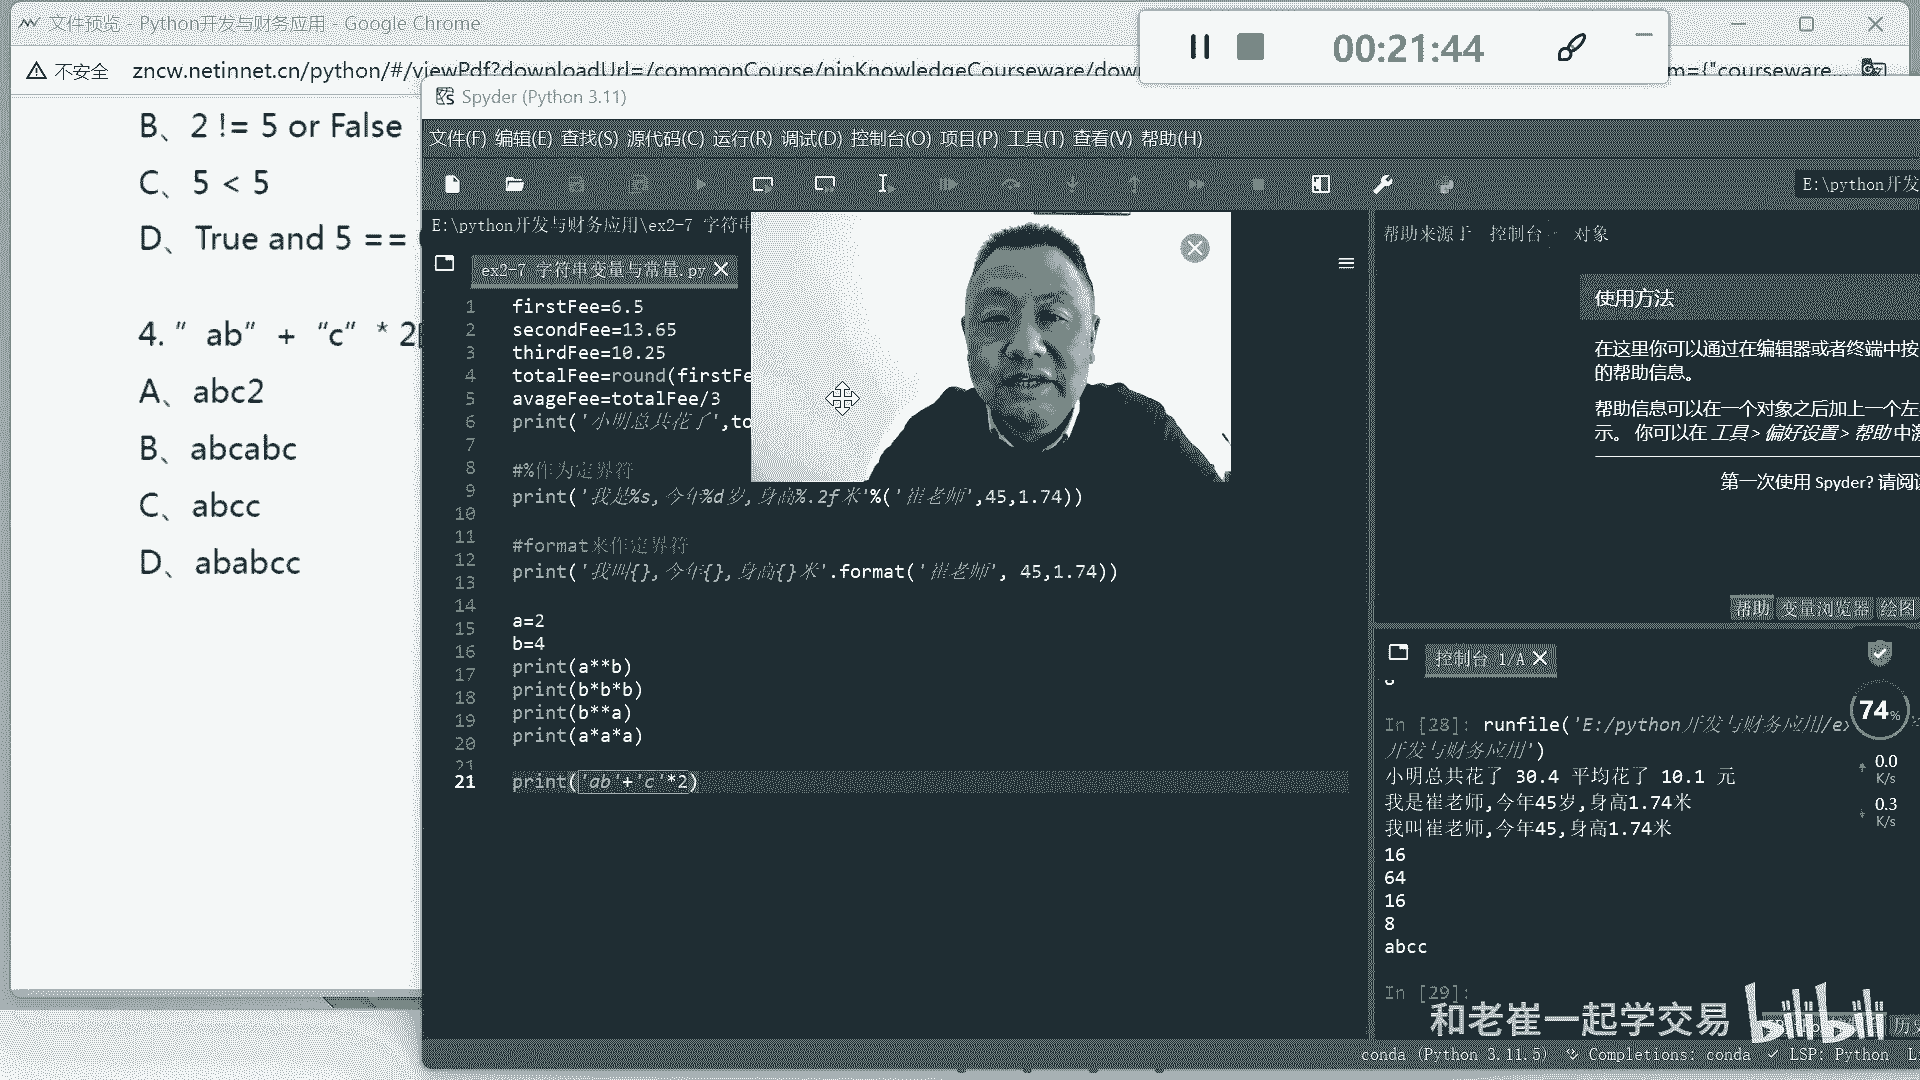 文件预览 - Python开发与财务应用 - Google Chrome
00:21:44
不安全
zncw.netinnet.cn/python/#/viewPdf?downloadUrl=/commonCourse/ninKnowledgeCourseware/dow
m={"courseware...
B、2 != 5 or False
C、5 < 5
D、True and 5 ==
4. ”ab” + “c” * 2
A、abc2
B、abcabc
C、abcc
D、ababcc
Spyder (Python 3.11)
文件(F) 编辑(E) 查找(S) 源代码(C) 运行(R) 调试(D) 控制台(O) 项目(P) 工具(T) 查看(V) 帮助(H)
E:\python开发
E:\python开发与财务应用\ex2-7 字符串
ex2-7 字符串变量与常量.py
1 firstFee=6.5
2 secondFee=13.65
3 thirdFee=10.25
4 totalFee=round(firstFe
5 avageFee=totalFee/3
6 print('小明总共花了',to
7
8 #%作为定界符
9 print('我是%s,今年%d岁,身高%.2f米'%('崔老师',45,1.74))
10
11 #format来作定界符
12 print('我叫{},今年{},身高{}米'.format('崔老师', 45,1.74))
13
14 a=2
15 b=4
16 print(a**b)
17 print(b*b*b)
18 print(b**a)
19 print(a*a*a)
20
21 print('ab'+'c'*2)
帮助来源于 控制台 对象
使用方法
在这里你可以通过在编辑器或者终端中按
的帮助信息。
帮助信息可以在一个对象之后加上一个左
示。 你可以在 工具 > 偏好设置 > 帮助 中
第一次使用 Spyder? 请阅读
帮助 变量浏览器 绘图
控制台 1/A
In [28]: runfile('E:/python开发与财务应用/ex
开发与财务应用')
小明总共花了 30.4 平均花了 10.1 元
我是崔老师,今年45岁,身高1.74米
我叫崔老师,今年45,身高1.74米
16
64
16
8
abcc
In [29]:
74%
0.0
K/s
0.3
K/s
和老崔一起学交易 bilibili
conda (Python 3.11.5) Completions: conda LSP: Python